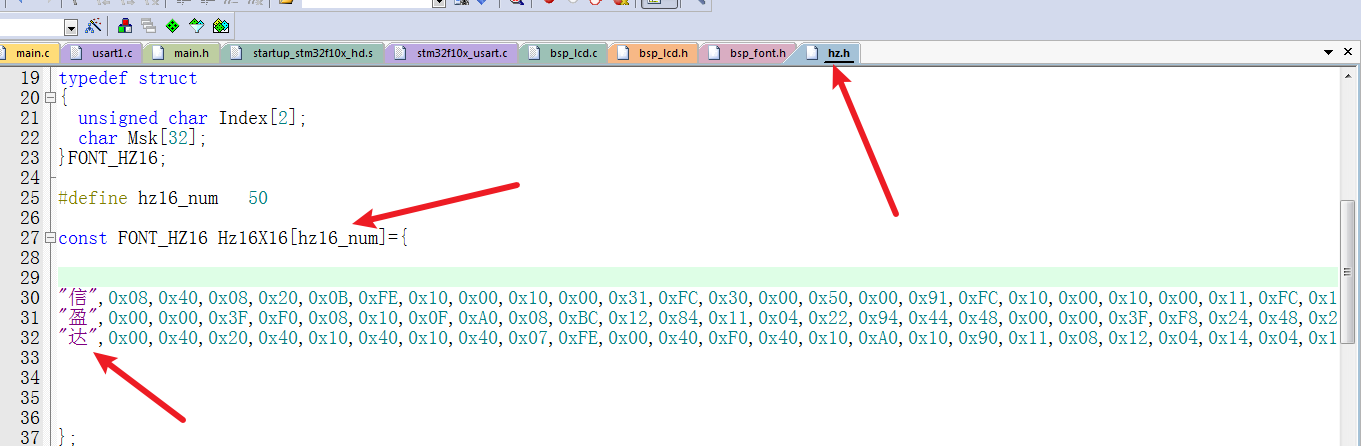 main.c usart1.c main.h startup_stm32f10x_hd.s stm32f10x_usart.c bsp_lcd.c bsp_lcd.h bsp_font.h hz.h
19 typedef struct
20 {
21 unsigned char Index[2];
22 char Msk[32];
23 }FONT_HZ16;
24
25 #define hz16_num 50
26
27 const FONT_HZ16 Hz16X16[hz16_num]={
28
29
30 "信",0x08,0x40,0x08,0x20,0x0B,0xFE,0x10,0x00,0x10,0x00,0x31,0xFC,0x30,0x00,0x50,0x00,0x91,0xFC,0x10,0x00,0x10,0x00,0x11,0xFC,0x1
31 "盈",0x00,0x00,0x3F,0xF0,0x08,0x10,0x0F,0xA0,0x08,0xBC,0x12,0x84,0x11,0x04,0x22,0x94,0x44,0x48,0x00,0x00,0x3F,0xF8,0x24,0x48,0x2
32 "达",0x00,0x40,0x20,0x40,0x10,0x40,0x10,0x40,0x07,0xFE,0x00,0x40,0xF0,0x40,0x10,0xA0,0x10,0x90,0x11,0x08,0x12,0x04,0x14,0x04,0x1
33
34
35
36
37 };